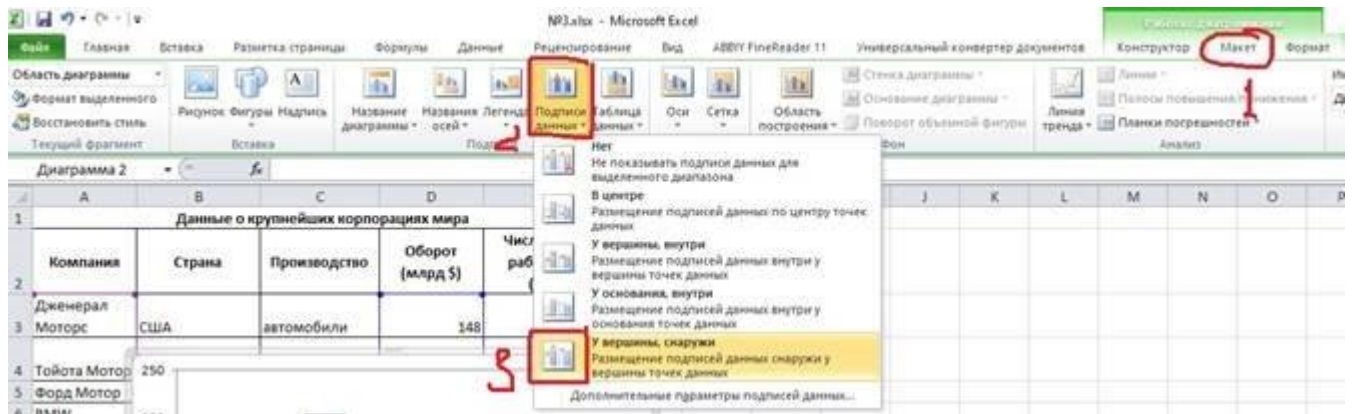 №3.xlsx - Microsoft Excel
Файл Главная Вставка Разметка страницы Формулы Данные Рецензирование Вид ABBYY FineReader 11 Универсальный конвертер документов Конструктор Макет Формат
Область диаграммы
Формат выделенного
Восстановить стиль
Текущий фрагмент
Рисунок Фигуры Надпись
Вставка
Название диаграммы
Названия осей
Легенда
Подписи данных
Таблица данных
Оси
Сетка
Область построения
Стенка диаграммы
Основание диаграммы
Поворот объемной фигуры
Фон
Линия тренда
Линии
Полосы повышения и понижения
Планки погрешностей
Анализ
1
2
3
Диаграмма 2
fx
Нет
Не показывать подписи данных для
выделенного диапазона
В центре
Размещение подписей данных по центру точек
данных
У вершины, внутри
Размещение подписей данных внутри у
вершины точек данных
У основания, внутри
Размещение подписей данных внутри у
основания точек данных
У вершины, снаружи
Размещение подписей данных снаружи у
вершины точек данных
Дополнительные параметры подписей данных...
A B C D J K L M N O P
1 Данные о крупнейших корпорациях мира
2 Компания Страна Производство Оборот (млрд $)
3 Дженерал Моторс США автомобили 148
4 Тойота Мотор 250
5 Форд Мотор
6 BMW